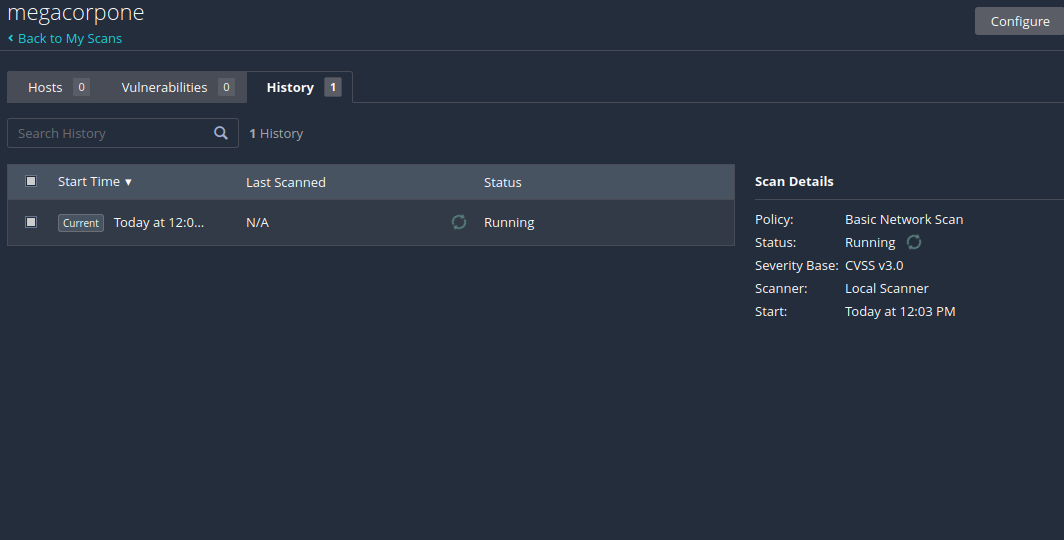 megacorpone
Configure
Back to My Scans
Hosts 0 Vulnerabilities 0 History 1
Search History 1 History
Start Time ▾ Last Scanned Status
Current Today at 12:0... N/A Running
Scan Details
Policy: Basic Network Scan
Status: Running
Severity Base: CVSS v3.0
Scanner: Local Scanner
Start: Today at 12:03 PM